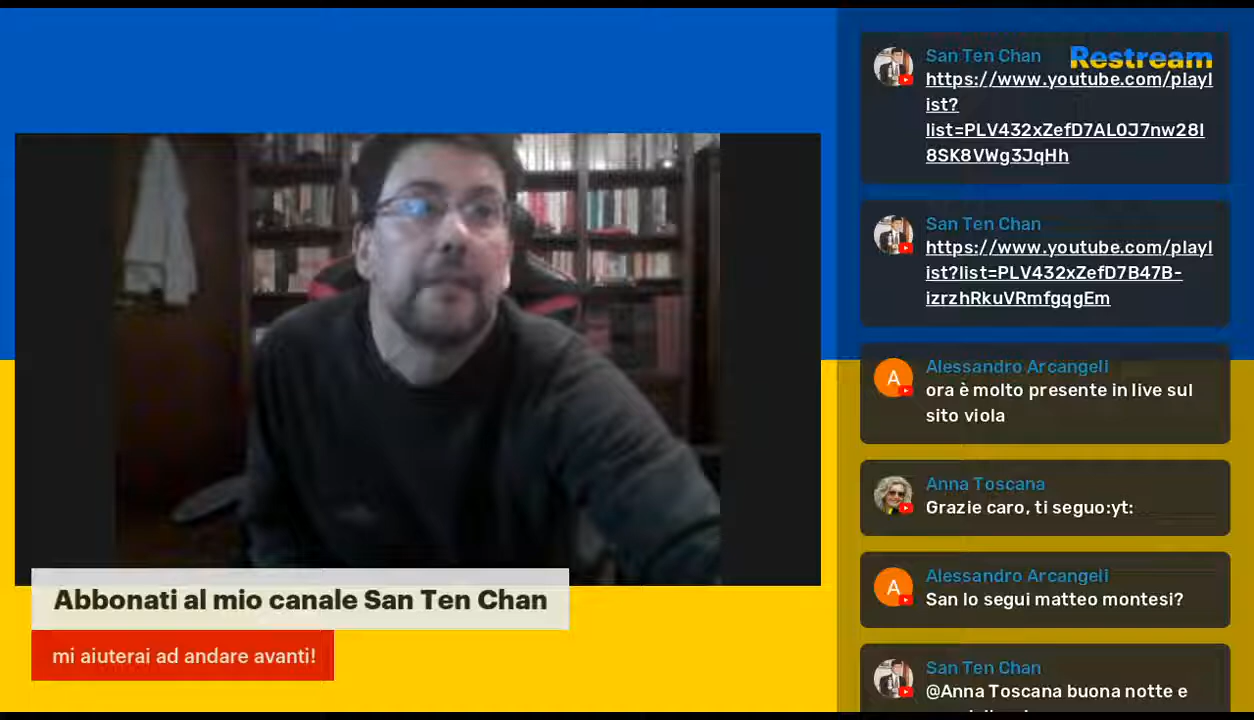 Restream
San Ten Chan
https://www.youtube.com/playl
ist?
list=PLV432xZefD7AL0J7nw28I
8SK8VWg3JqHh
San Ten Chan
https://www.youtube.com/playl
ist?list=PLV432xZefD7B47B-
izrzhRkuVRmfgqgEm
Alessandro Arcangeli
ora è molto presente in live sul
sito viola
A
Anna Toscana
Grazie caro, ti seguo:yt:
Alessandro Arcangeli
San lo segui matteo montesi?
A
San Ten Chan
@Anna Toscana buona notte e
Abbonati al mio canale San Ten Chan
mi aiuterai ad andare avanti!